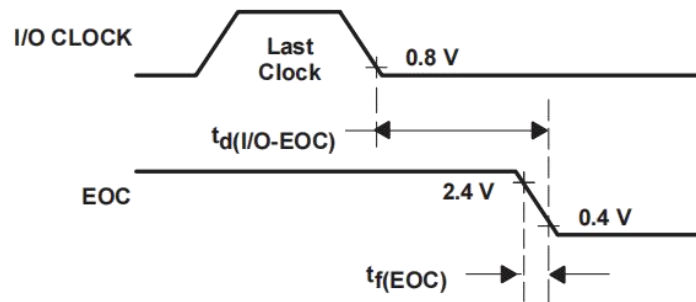 I/O CLOCK
Last
Clock
0.8 V
td(I/O-EOC)
EOC
2.4 V
0.4 V
tf(EOC)